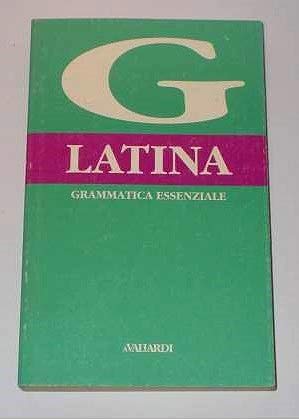 G
LATINA
GRAMMATICA ESSENZIALE
A.VALLARDI